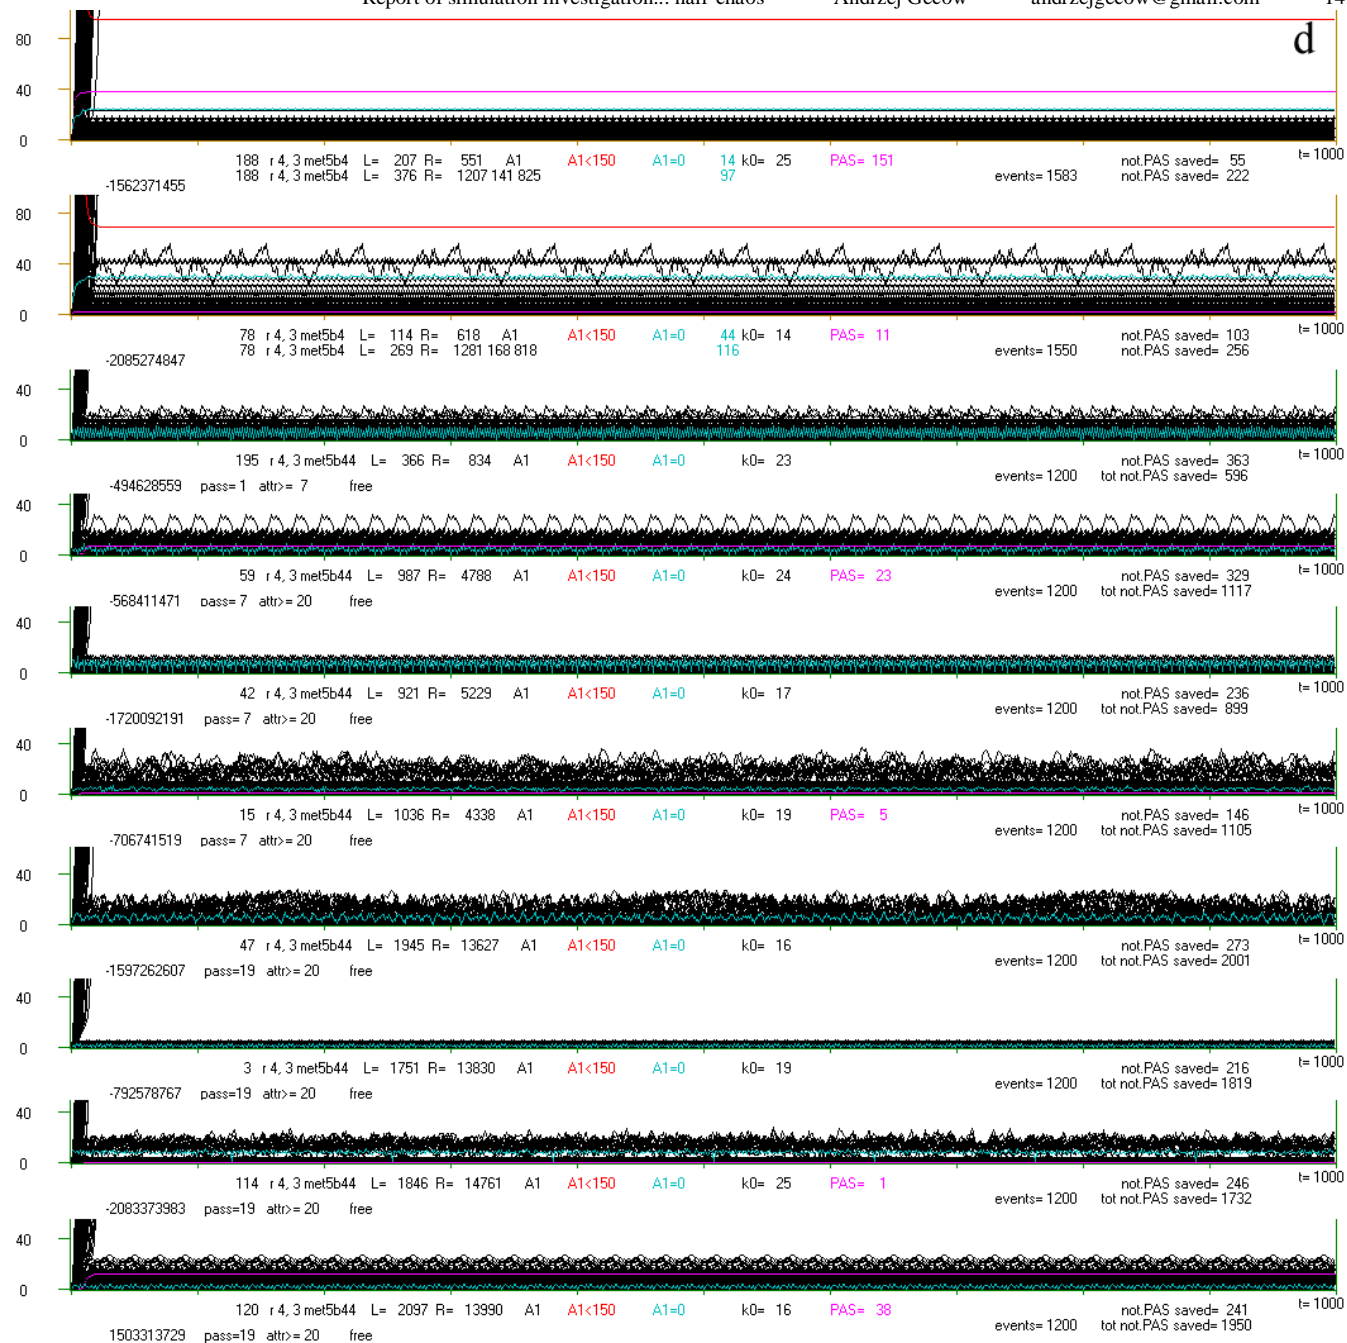 Report of simulation investigation... half-chaos Andrzej Gecow andrzejgecow@gmail.com 14
d
80
40
0
188 r 4, 3 met5b4 L= 207 R= 551 A1 A1<150 A1=0 14 k0= 25 PAS= 151 not.PAS saved= 55 t= 1000
188 r 4, 3 met5b4 L= 376 R= 1207 141 825 97 events= 1583 not.PAS saved= 222
-1562371455
80
40
0
78 r 4, 3 met5b4 L= 114 R= 618 A1 A1<150 A1=0 44 k0= 14 PAS= 11 not.PAS saved= 103 t= 1000
78 r 4, 3 met5b4 L= 269 R= 1281 168 818 116 events= 1550 not.PAS saved= 256
-2085274847
40
0
195 r 4, 3 met5b44 L= 366 R= 834 A1 A1<150 A1=0 k0= 23 not.PAS saved= 363 t= 1000
events= 1200 tot not.PAS saved= 596
-494628559 pass= 1 attr>= 7 free
40
0
59 r 4, 3 met5b44 L= 987 R= 4788 A1 A1<150 A1=0 k0= 24 PAS= 23 not.PAS saved= 329 t= 1000
events= 1200 tot not.PAS saved= 1117
-568411471 pass= 7 attr>= 20 free
40
0
42 r 4, 3 met5b44 L= 921 R= 5229 A1 A1<150 A1=0 k0= 17 not.PAS saved= 236 t= 1000
events= 1200 tot not.PAS saved= 899
-1720092191 pass= 7 attr>= 20 free
40
0
15 r 4, 3 met5b44 L= 1036 R= 4338 A1 A1<150 A1=0 k0= 19 PAS= 5 not.PAS saved= 146 t= 1000
events= 1200 tot not.PAS saved= 1105
-706741519 pass= 7 attr>= 20 free
40
0
47 r 4, 3 met5b44 L= 1945 R= 13627 A1 A1<150 A1=0 k0= 16 not.PAS saved= 273 t= 1000
events= 1200 tot not.PAS saved= 2001
-1597262607 pass=19 attr>= 20 free
40
0
3 r 4, 3 met5b44 L= 1751 R= 13830 A1 A1<150 A1=0 k0= 19 not.PAS saved= 216 t= 1000
events= 1200 tot not.PAS saved= 1819
-792578767 pass=19 attr>= 20 free
40
0
114 r 4, 3 met5b44 L= 1846 R= 14761 A1 A1<150 A1=0 k0= 25 PAS= 1 not.PAS saved= 246 t= 1000
events= 1200 tot not.PAS saved= 1732
-2083373983 pass=19 attr>= 20 free
40
0
120 r 4, 3 met5b44 L= 2097 R= 13990 A1 A1<150 A1=0 k0= 16 PAS= 38 not.PAS saved= 241 t= 1000
events= 1200 tot not.PAS saved= 1950
1503313729 pass=19 attr>= 20 free